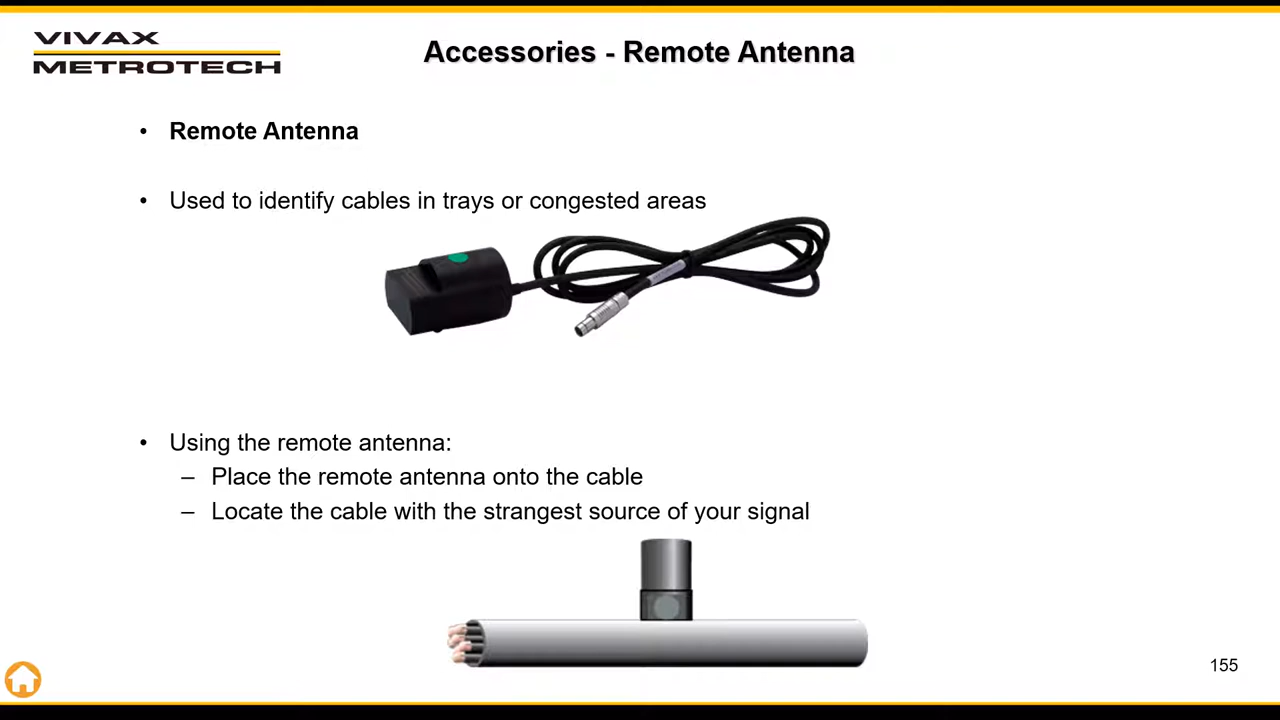 VIVAX
METROTECH
Accessories - Remote Antenna
• Remote Antenna
• Used to identify cables in trays or congested areas
• Using the remote antenna:
– Place the remote antenna onto the cable
– Locate the cable with the strangest source of your signal
155